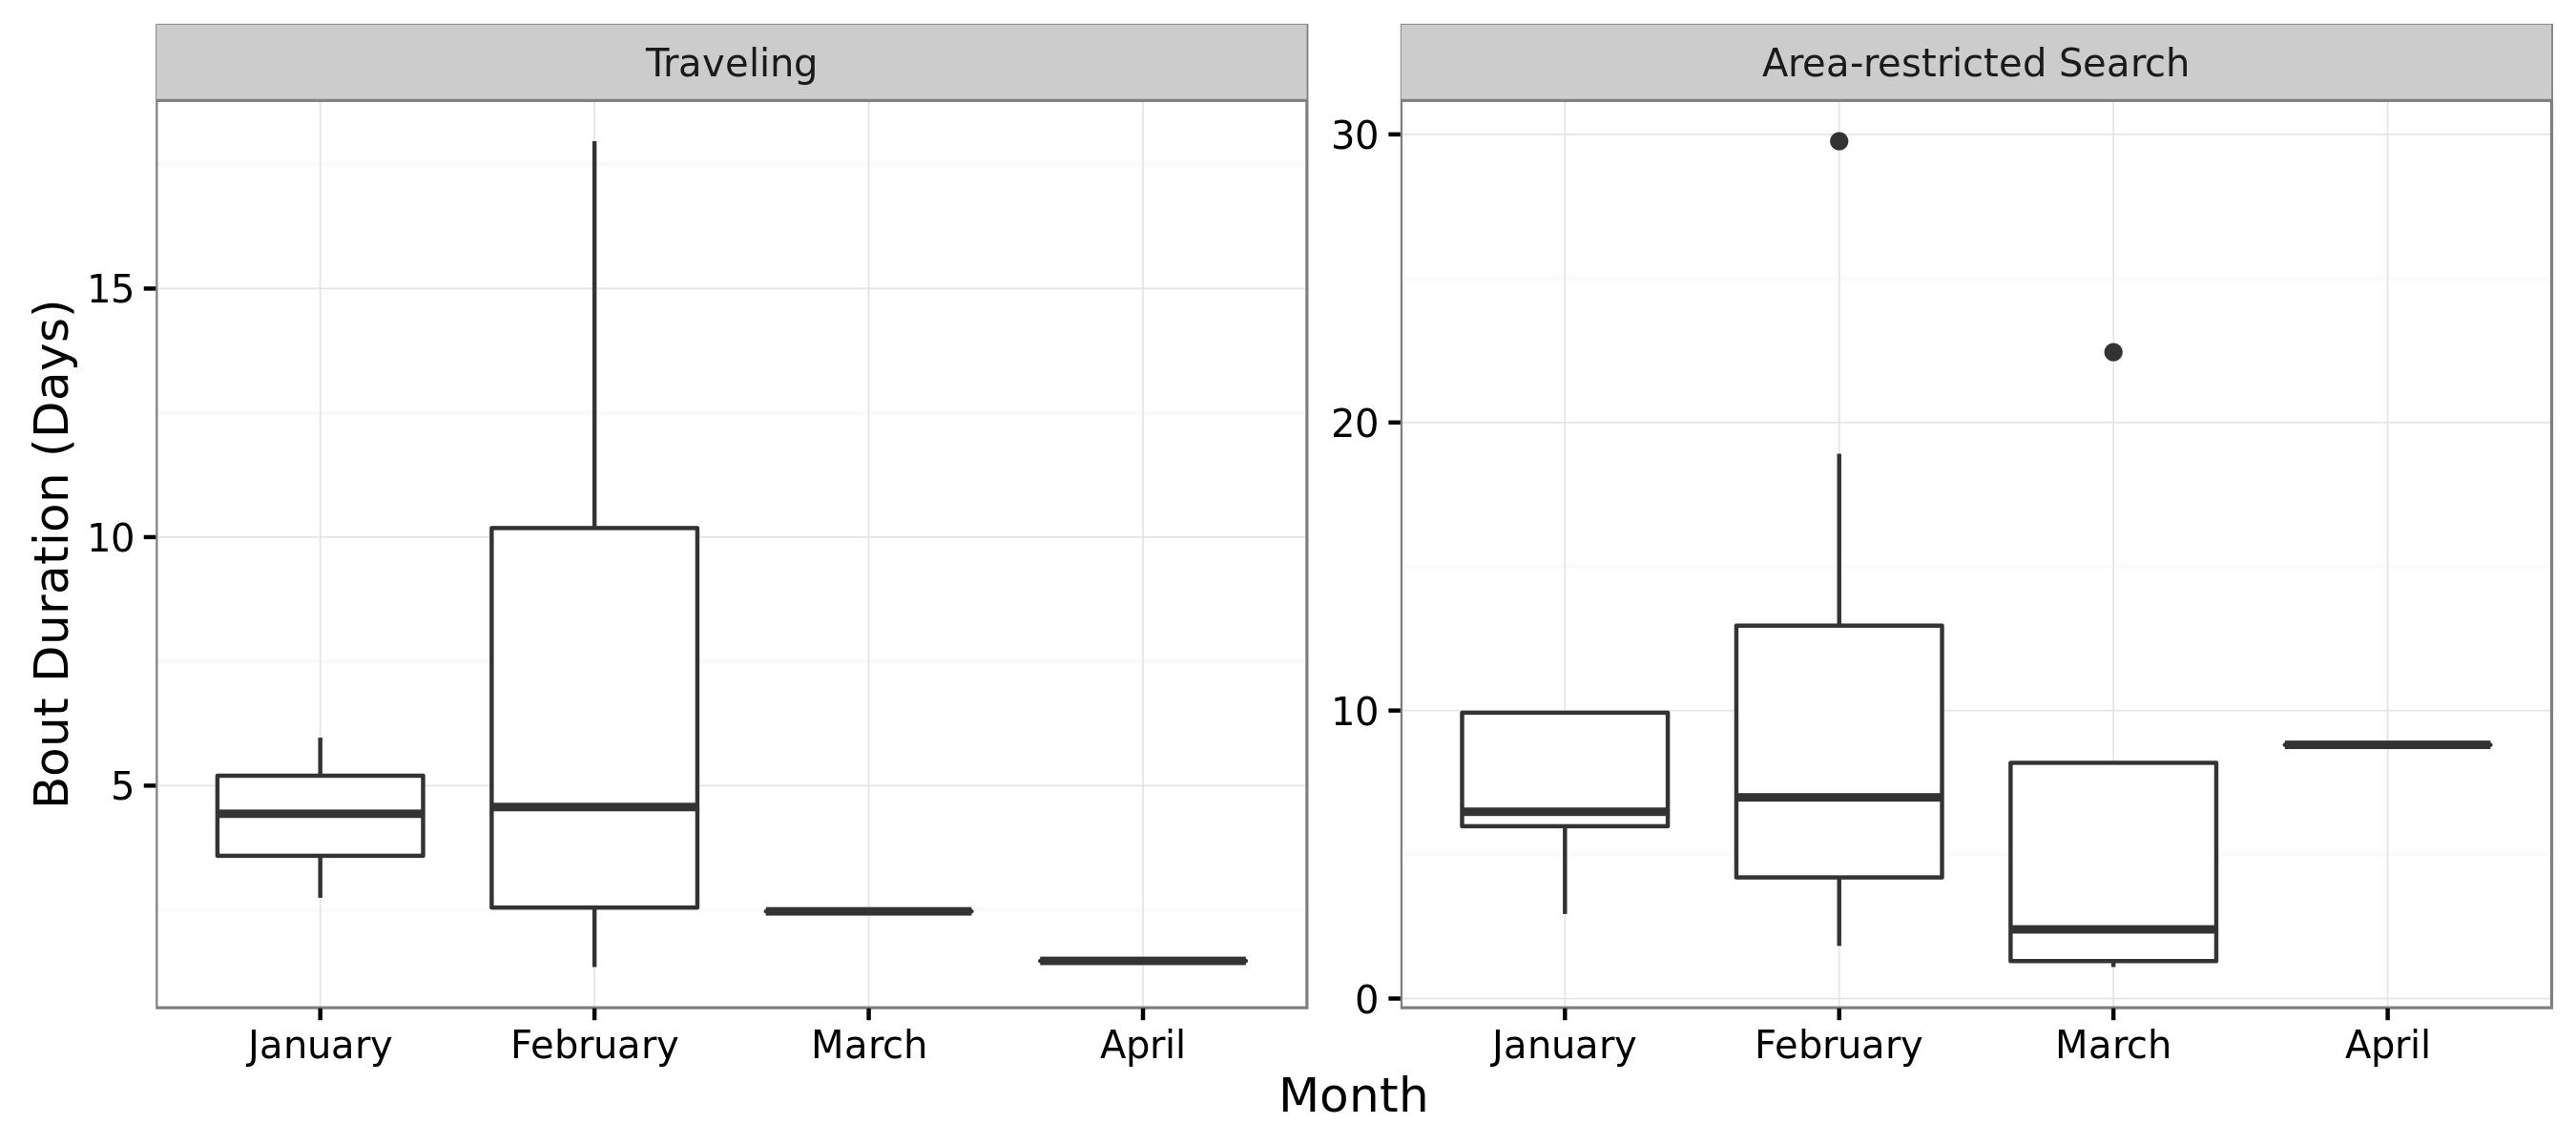 Traveling
Area-restricted Search
Bout Duration (Days)
15
10
5
30
20
10
0
January February March April
January February March April
Month